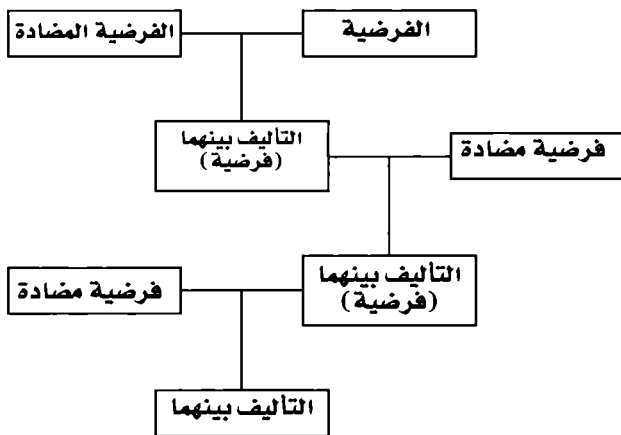 الفرضية
الفرضية المضادة
التأليف بينهما
(فرضية)
فرضية مضادة
التأليف بينهما
(فرضية)
فرضية مضادة
التأليف بينهما